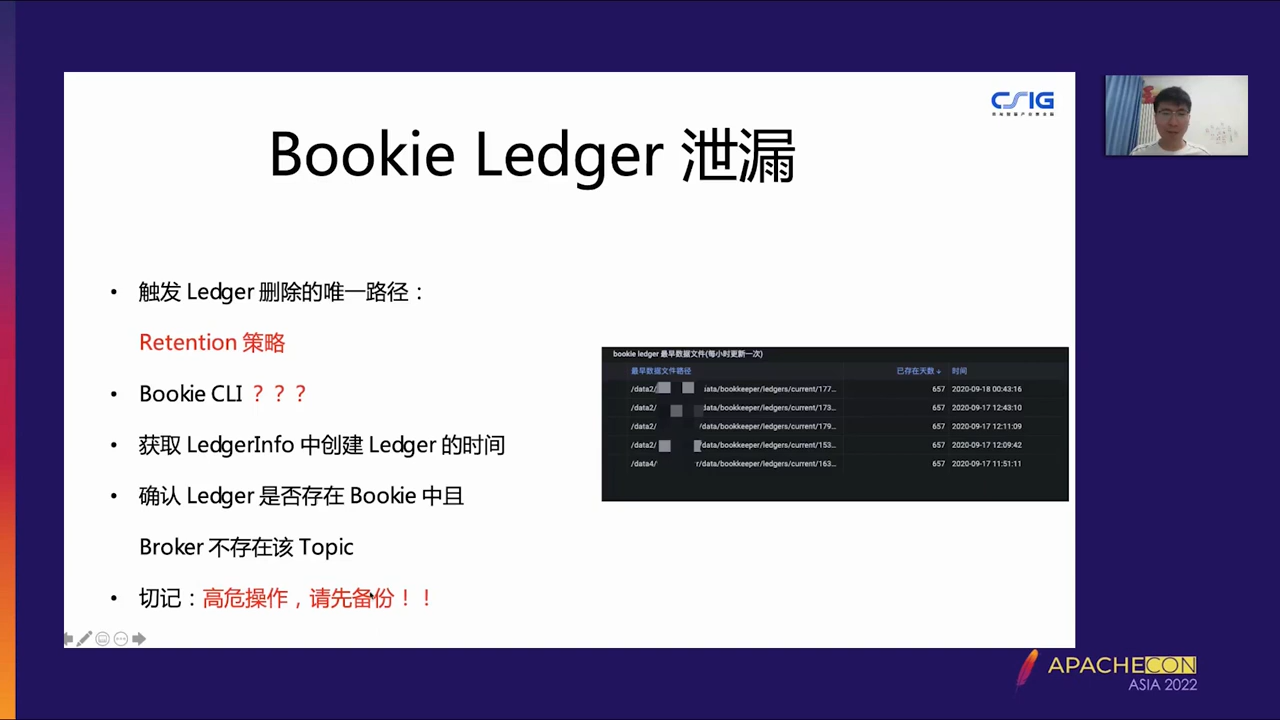 CSIG
Bookie Ledger 泄漏
• 触发 Ledger 删除的唯一路径：
Retention 策略
• Bookie CLI ？？？
• 获取 LedgerInfo 中创建 Ledger 的时间
• 确认 Ledger 是否存在 Bookie 中且
Broker 不存在该 Topic
• 切记：高危操作，请先备份！！
bookie ledger 最早数据文件(每小时更新一次)
最早数据文件路径 已存在天数 ↓ 时间
/data2/ data/bookkeeper/ledgers/current/177... 657 2020-09-18 00:43:16
/data2/ data/bookkeeper/ledgers/current/173... 657 2020-09-17 12:43:10
/data2/ /data/bookkeeper/ledgers/current/179... 657 2020-09-17 12:11:09
/data2/ /data/bookkeeper/ledgers/current/153... 657 2020-09-17 12:09:42
/data4/ r/data/bookkeeper/ledgers/current/163... 657 2020-09-17 11:51:11
APACHECON
ASIA 2022